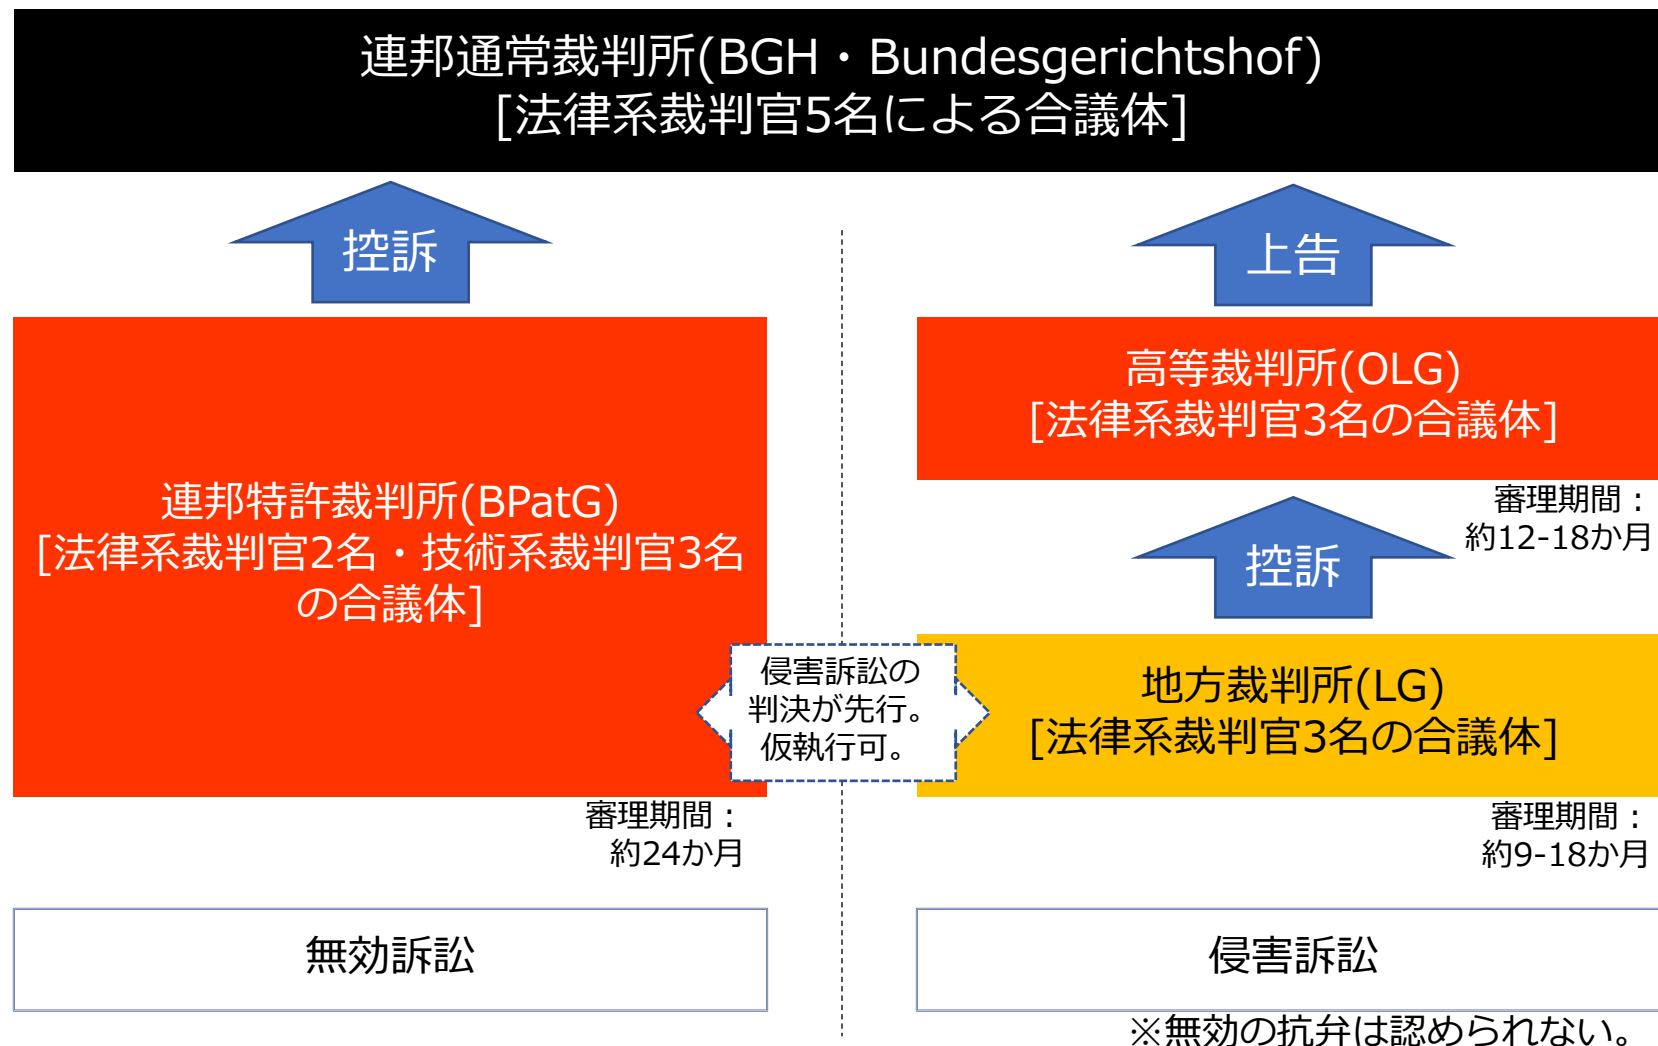 連邦通常裁判所(BGH・Bundesgerichtshof)
[法律系裁判官5名による合議体]
控訴
上告
連邦特許裁判所(BPatG)
[法律系裁判官2名・技術系裁判官3名
の合議体]
審理期間：
約24か月
高等裁判所(OLG)
[法律系裁判官3名の合議体]
審理期間：
約12-18か月
控訴
侵害訴訟の
判決が先行。
仮執行可。
地方裁判所(LG)
[法律系裁判官3名の合議体]
審理期間：
約9-18か月
無効訴訟
侵害訴訟
※無効の抗弁は認められない。